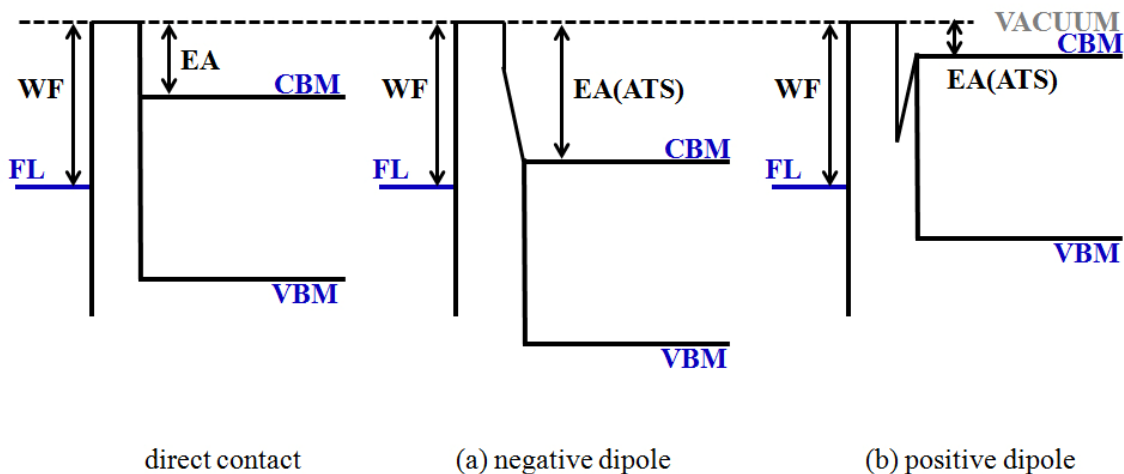 VACUUM
WF
EA
CBM
FL
VBM
direct contact
WF
EA(ATS)
CBM
FL
VBM
(a) negative dipole
WF
CBM
EA(ATS)
FL
VBM
(b) positive dipole